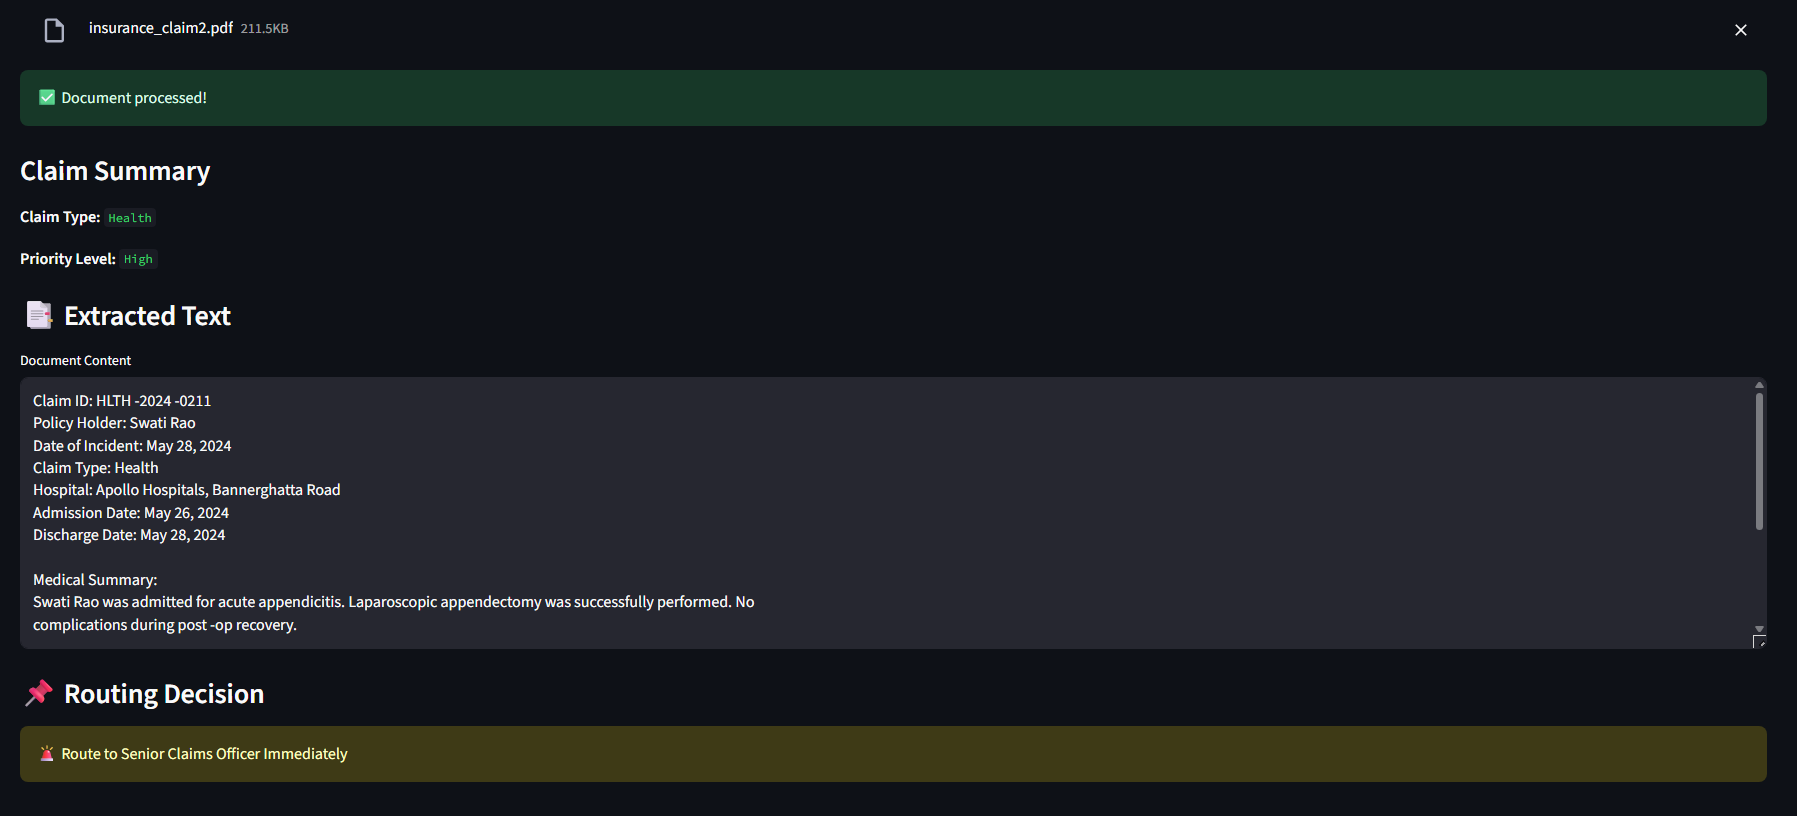 insurance_claim2.pdf 211.5KB
Document processed!
Claim Summary
Claim Type: Health
Priority Level: High
Extracted Text
Document Content
Claim ID: HLTH -2024 -0211
Policy Holder: Swati Rao
Date of Incident: May 28, 2024
Claim Type: Health
Hospital: Apollo Hospitals, Bannerghatta Road
Admission Date: May 26, 2024
Discharge Date: May 28, 2024
Medical Summary:
Swati Rao was admitted for acute appendicitis. Laparoscopic appendectomy was successfully performed. No
complications during post -op recovery.
Routing Decision
Route to Senior Claims Officer Immediately